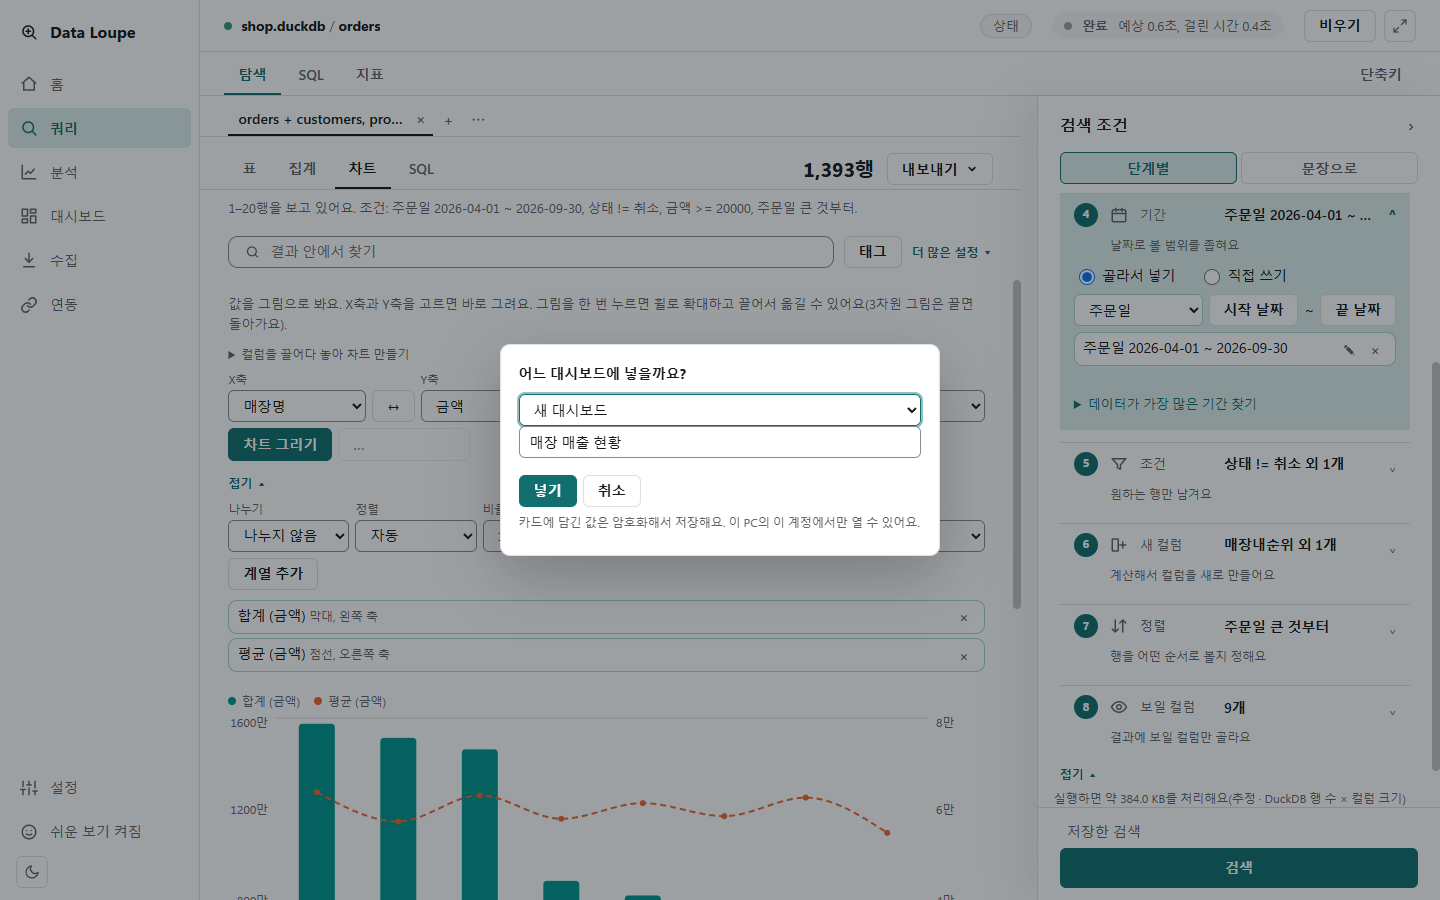 Data Loupe
홈
쿼리
분석
대시보드
수집
연동
설정
쉬운 보기 켜짐
shop.duckdb / orders
상태
완료 예상 0.6초, 걸린 시간 0.4초
비우기
탐색 SQL 지표
단축키
orders + customers, pro... × + ···
표 집계 차트 SQL
1,393행
내보내기
1–20행을 보고 있어요. 조건: 주문일 2026-04-01 ~ 2026-09-30, 상태 != 취소, 금액 >= 20000, 주문일 큰 것부터.
결과 안에서 찾기
태그
더 많은 설정
값을 그림으로 봐요. X축과 Y축을 고르면 바로 그려요. 그림을 한 번 누르면 휠로 확대하고 끌어서 옮길 수 있어요(3차원 그림은 끌면
돌아가요).
컬럼을 끌어다 놓아 차트 만들기
X축
Y축
매장명
↔
금액
차트 그리기
...
접기
나누기
정렬
나누지 않음
자동
계열 추가
합계 (금액) 막대, 왼쪽 축 ×
평균 (금액) 점선, 오른쪽 축 ×
합계 (금액) 평균 (금액)
1600만
8만
1200만
6만
어느 대시보드에 넣을까요?
새 대시보드
매장 매출 현황
넣기
취소
카드에 담긴 값은 암호화해서 저장해요. 이 PC의 이 계정에서만 열 수 있어요.
검색 조건
단계별
문장으로
4 기간 주문일 2026-04-01 ~ ...
날짜로 볼 범위를 좁혀요
골라서 넣기
직접 쓰기
주문일
시작 날짜
~
끝 날짜
주문일 2026-04-01 ~ 2026-09-30 ×
데이터가 가장 많은 기간 찾기
5 조건 상태 != 취소 외 1개
원하는 행만 남겨요
6 새 컬럼 매장내순위 외 1개
계산해서 컬럼을 새로 만들어요
7 정렬 주문일 큰 것부터
행을 어떤 순서로 볼지 정해요
8 보일 컬럼 9개
결과에 보일 컬럼만 골라요
접기
실행하면 약 384.0 KB를 처리해요(추정 · DuckDB 행 수 × 컬럼 크기)
저장한 검색
검색